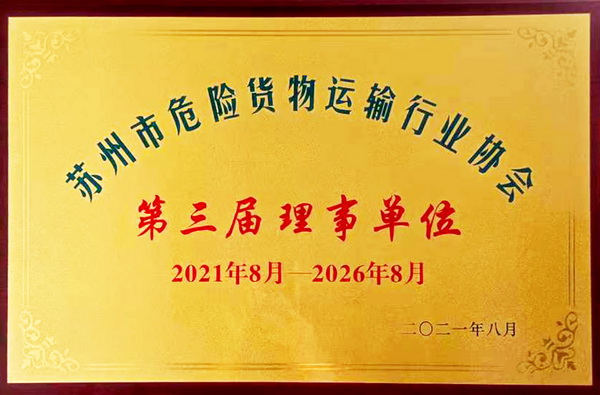 苏州市危险货物运输行业协会
第三届理事单位
2021年8月—2026年8月
二〇二一年八月